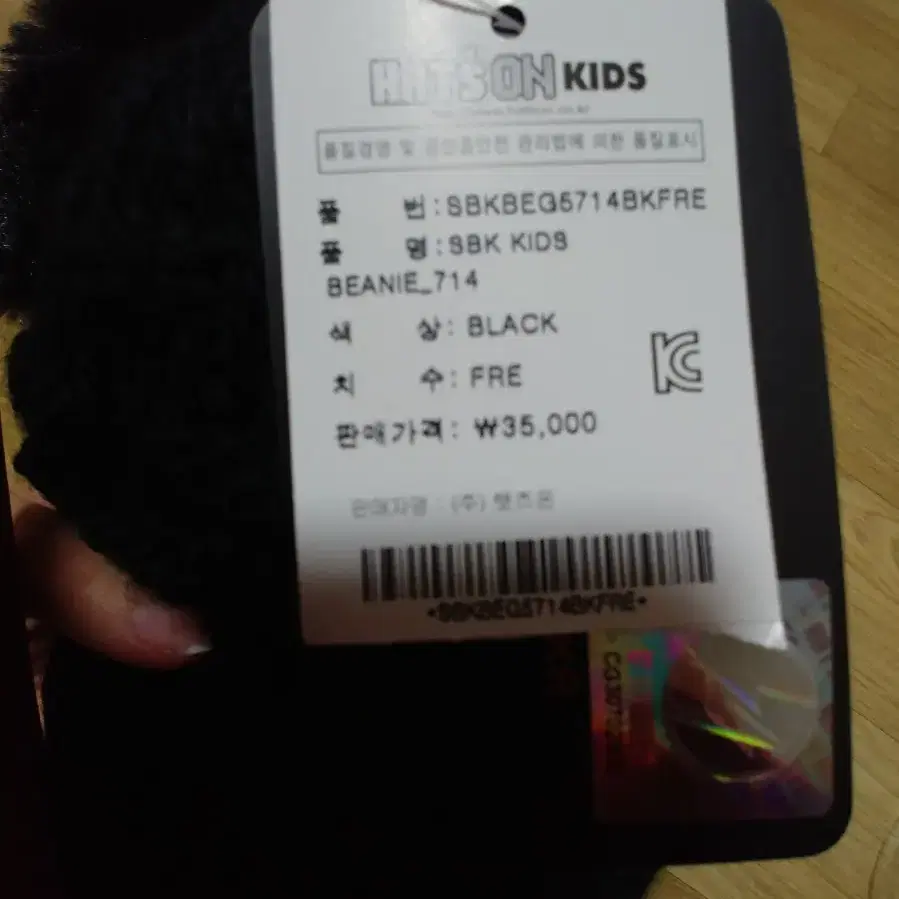 HAT'S ON KIDS
품질경영 및 공산품안전 관리법에 의한 품질표시
품 번 : SBKBEG5714BKFRE
품 명 : SBK KIDS
BEANIE_714
색 상 : BLACK
치 수 : FRE
판매가격 : ₩35,000
판매자명 : (주) 햇츠온
*SBKBEG5714BKFRE*